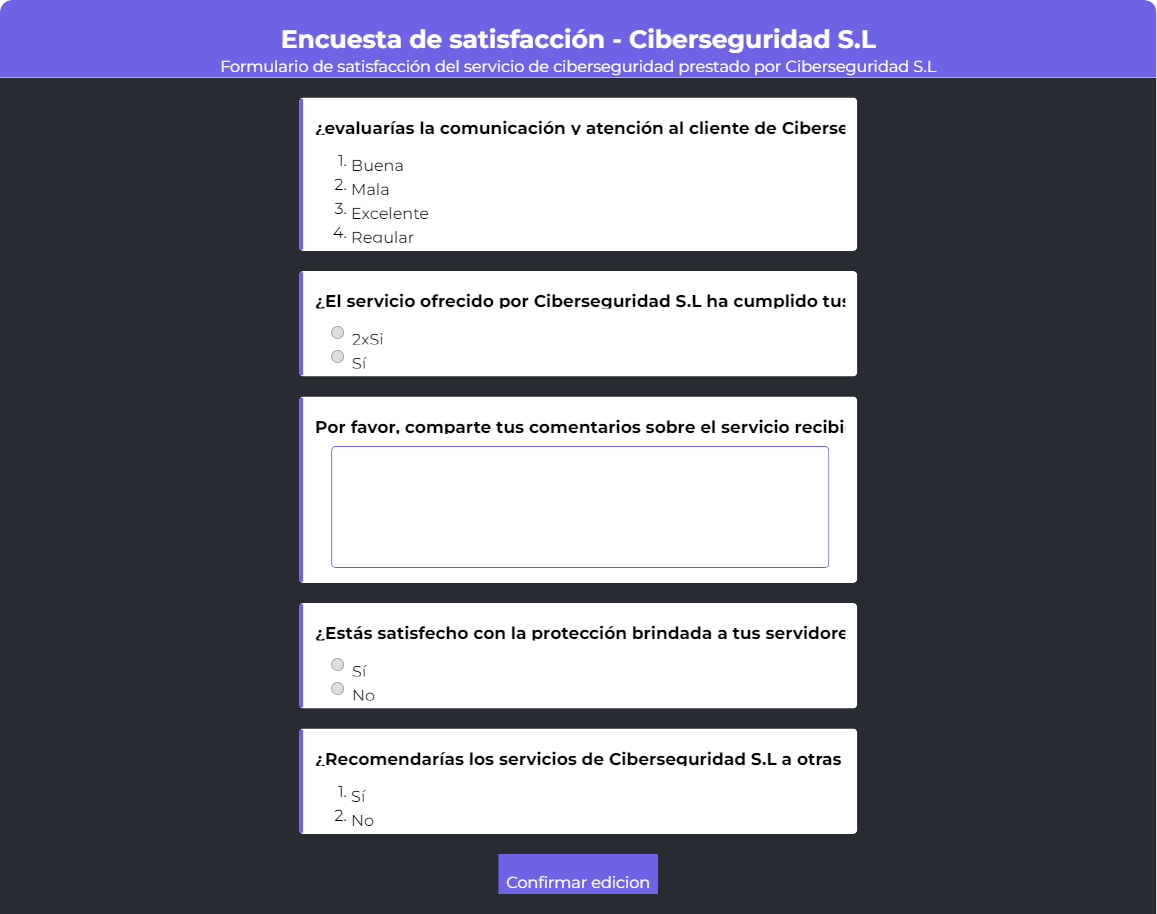 Encuesta de satisfacción - Ciberseguridad S.L
Formulario de satisfacción del servicio de ciberseguridad prestado por Ciberseguridad S.L
¿evaluarías la comunicación y atención al cliente de Ciberse
1. Buena
2. Mala
3. Excelente
4. Regular
¿El servicio ofrecido por Ciberseguridad S.L ha cumplido tus
2xSi
Sí
Por favor, comparte tus comentarios sobre el servicio recibi
¿Estás satisfecho con la protección brindada a tus servidore
Sí
No
¿Recomendarías los servicios de Ciberseguridad S.L a otras
1. Sí
2. No
Confirmar edicion